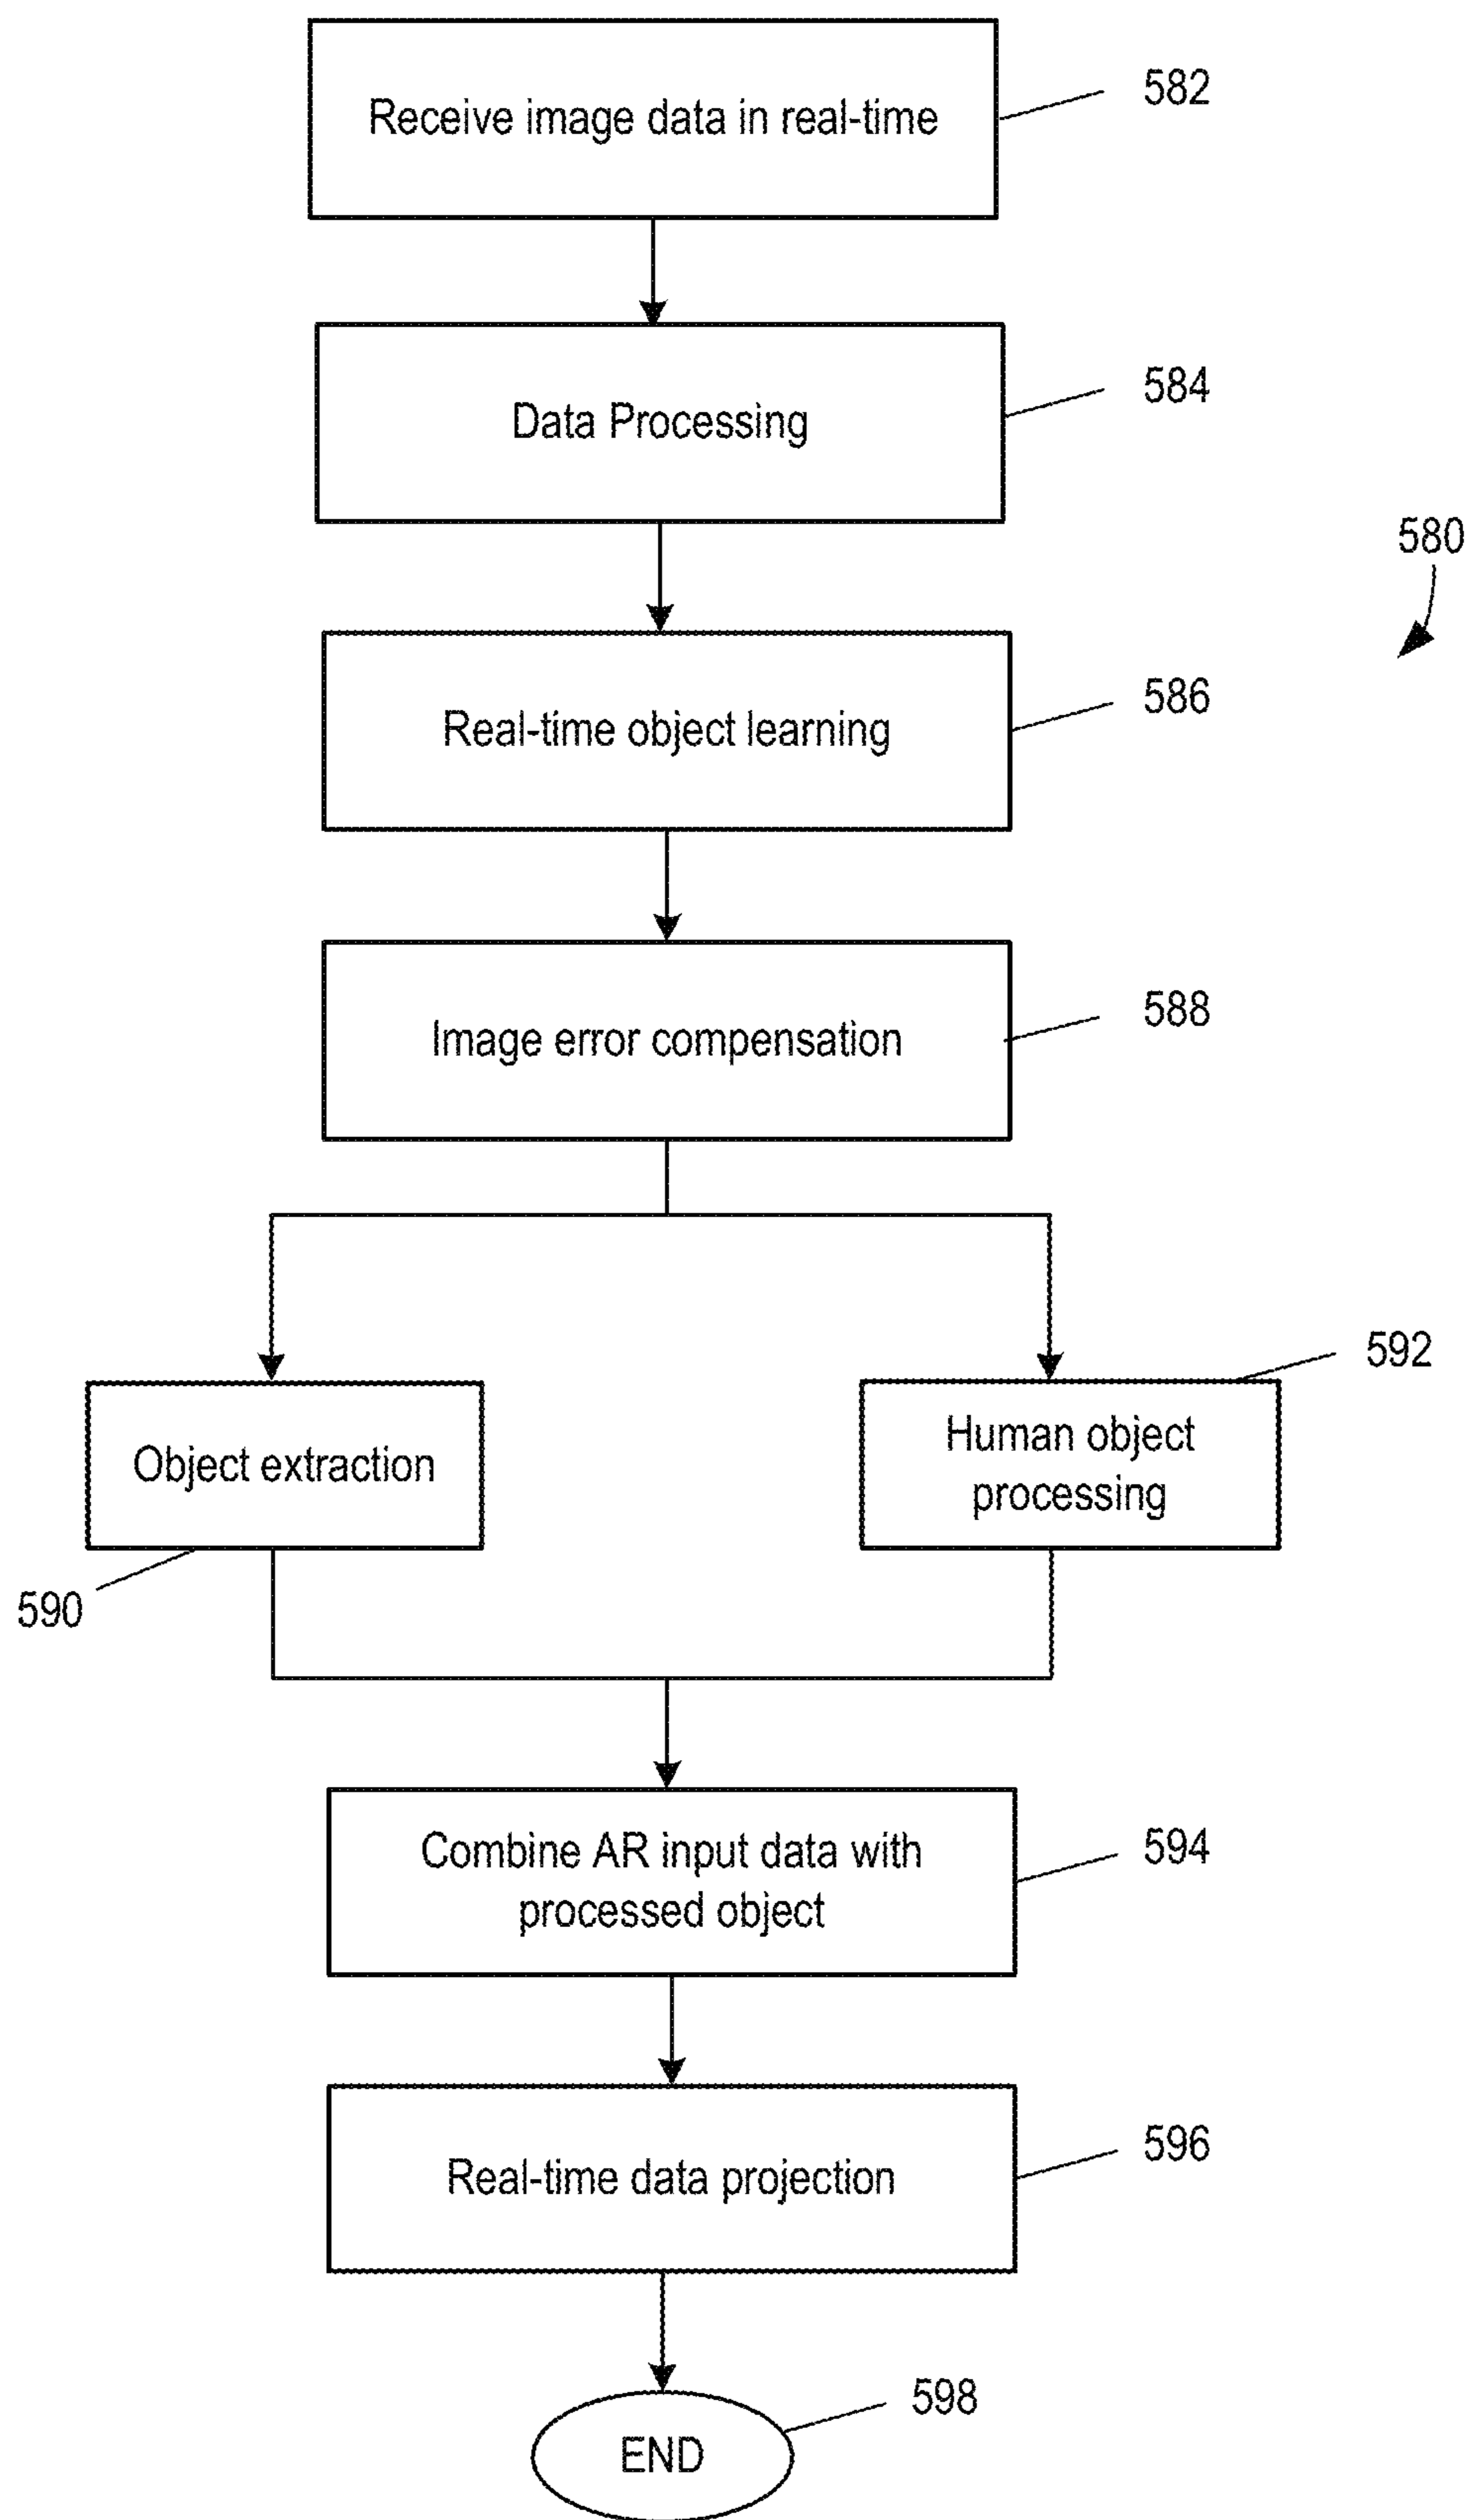 Receive image data in real-time
582
Data Processing
584
580
Real-time object learning
586
Image error compensation
588
592
Object extraction
Human object
processing
590
Combine AR input data with
processed object
594
Real-time data projection
596
598
END